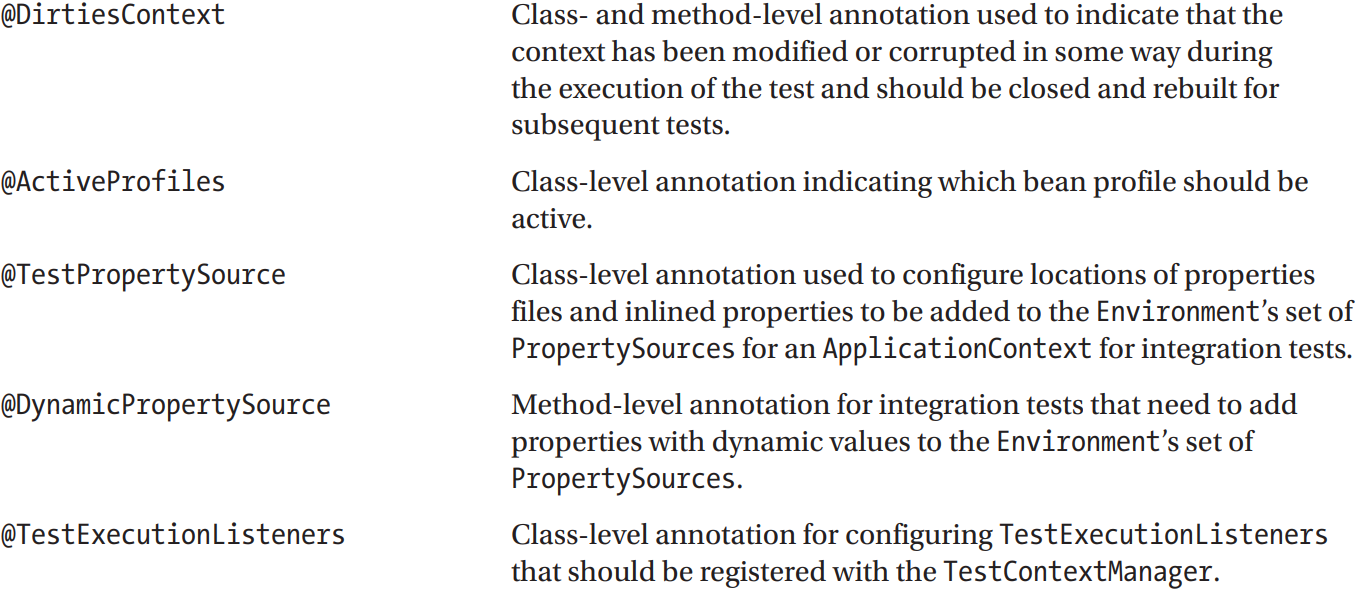 @DirtiesContext Class- and method-level annotation used to indicate that the
context has been modified or corrupted in some way during
the execution of the test and should be closed and rebuilt for
subsequent tests.
@ActiveProfiles Class-level annotation indicating which bean profile should be
active.
@TestPropertySource Class-level annotation used to configure locations of properties
files and inlined properties to be added to the Environment’s set of
PropertySources for an ApplicationContext for integration tests.
@DynamicPropertySource Method-level annotation for integration tests that need to add
properties with dynamic values to the Environment’s set of
PropertySources.
@TestExecutionListeners Class-level annotation for configuring TestExecutionListeners
that should be registered with the TestContextManager.